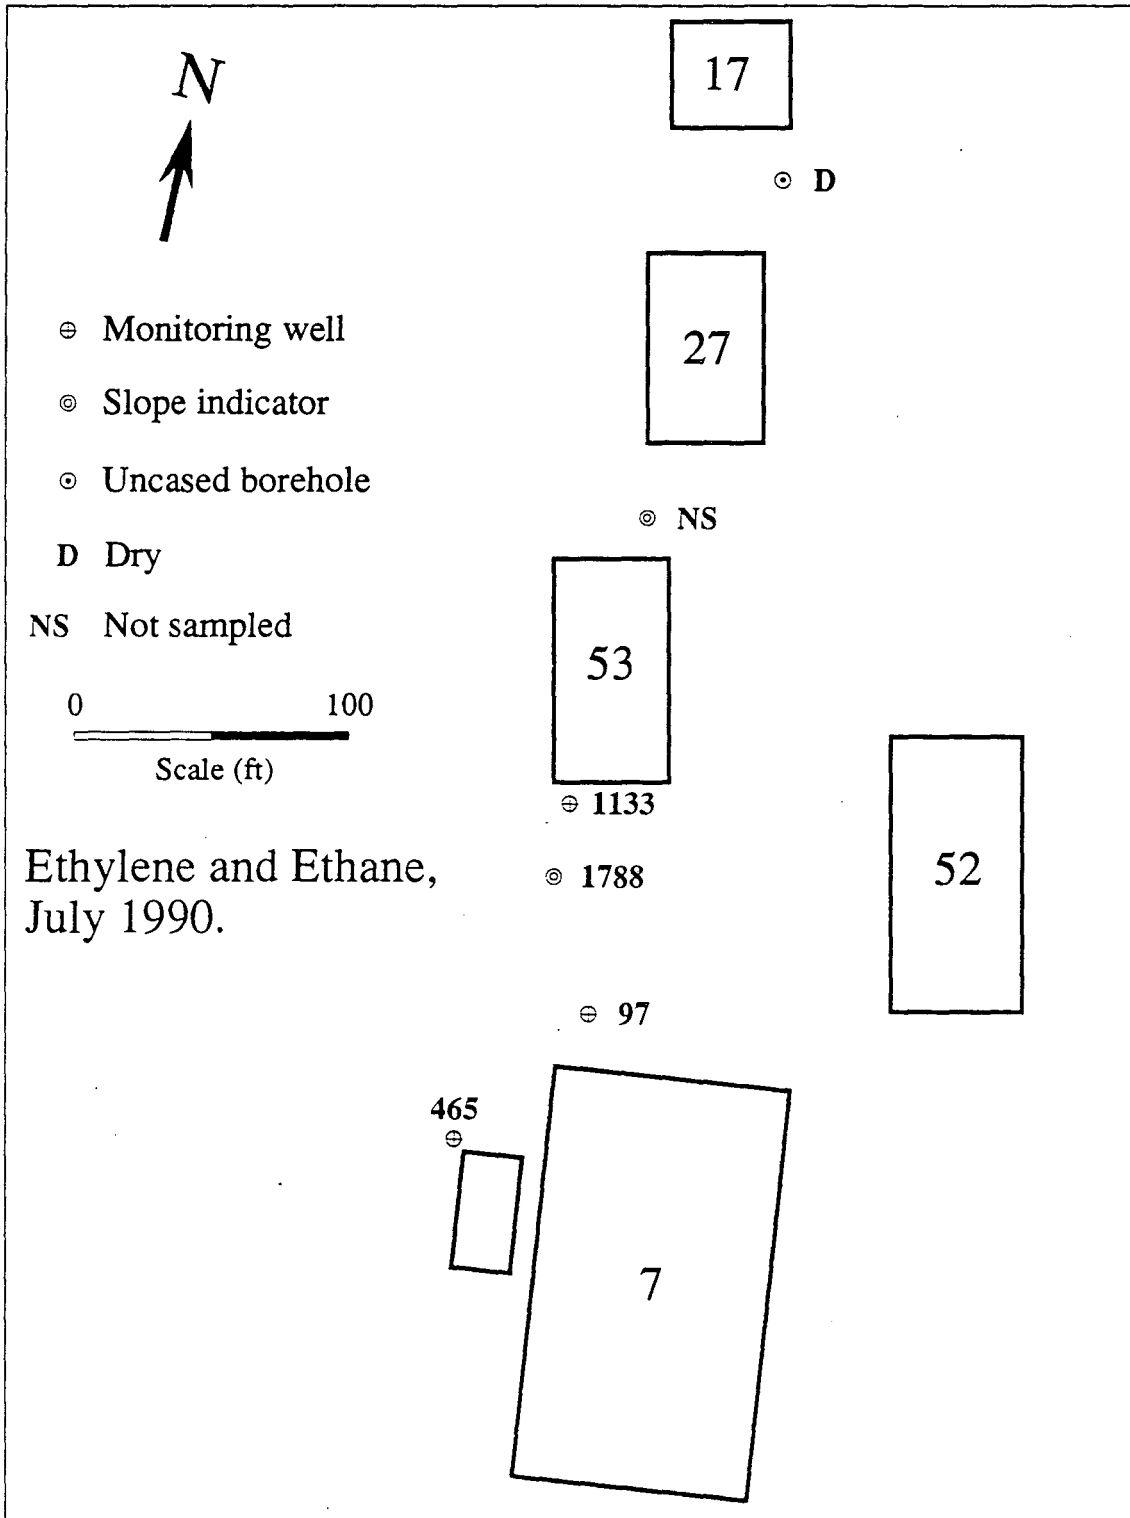 N
17
D
27
Monitoring well
Slope indicator
Uncased borehole
D Dry
NS Not sampled
NS
53
0 100
Scale (ft)
1133
1788
52
Ethylene and Ethane,
July 1990.
97
465
7